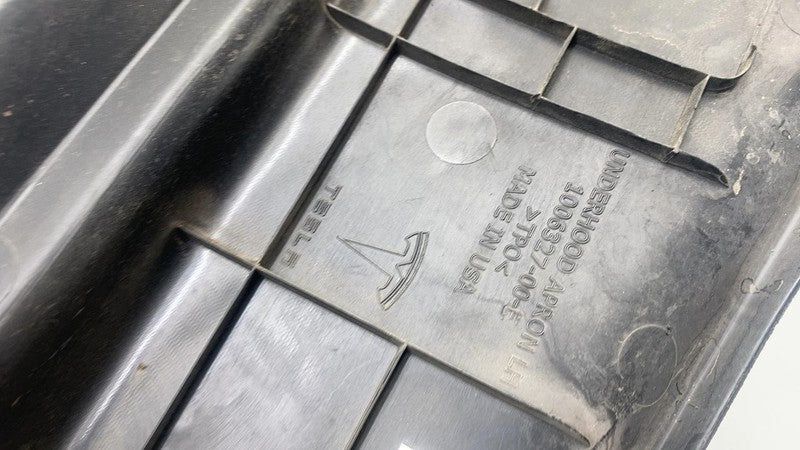 TESLA
UNDERHOOD APRON LH
1006327-00-E
>TPO<
MADE IN USA